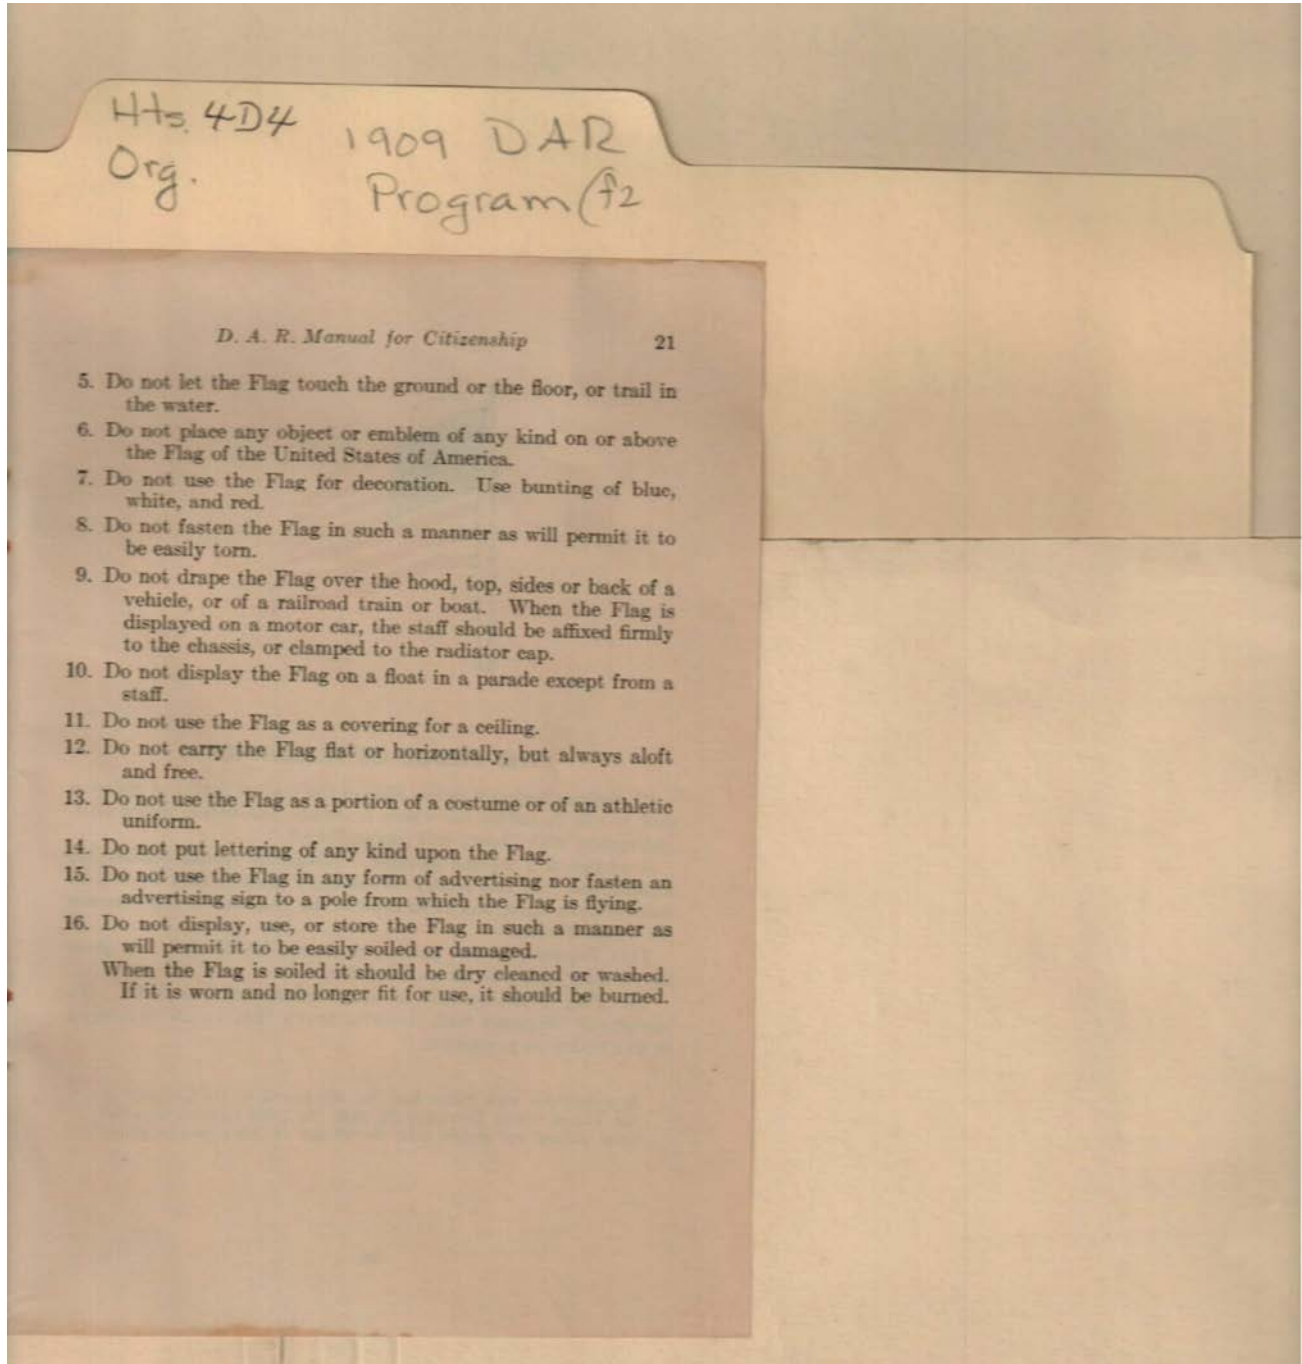 Hts. 4D4
Org.
1909 DAR
Program (f2
D. A. R. Manual for Citizenship 21
5. Do not let the Flag touch the ground or the floor, or trail in
the water.
6. Do not place any object or emblem of any kind on or above
the Flag of the United States of America.
7. Do not use the Flag for decoration. Use bunting of blue,
white, and red.
8. Do not fasten the Flag in such a manner as will permit it to
be easily torn.
9. Do not drape the Flag over the hood, top, sides or back of a
vehicle, or of a railroad train or boat. When the Flag is
displayed on a motor car, the staff should be affixed firmly
to the chassis, or clamped to the radiator cap.
10. Do not display the Flag on a float in a parade except from a
staff.
11. Do not use the Flag as a covering for a ceiling.
12. Do not carry the Flag flat or horizontally, but always aloft
and free.
13. Do not use the Flag as a portion of a costume or of an athletic
uniform.
14. Do not put lettering of any kind upon the Flag.
15. Do not use the Flag in any form of advertising nor fasten an
advertising sign to a pole from which the Flag is flying.
16. Do not display, use, or store the Flag in such a manner as
will permit it to be easily soiled or damaged.
When the Flag is soiled it should be dry cleaned or washed.
If it is worn and no longer fit for use, it should be burned.